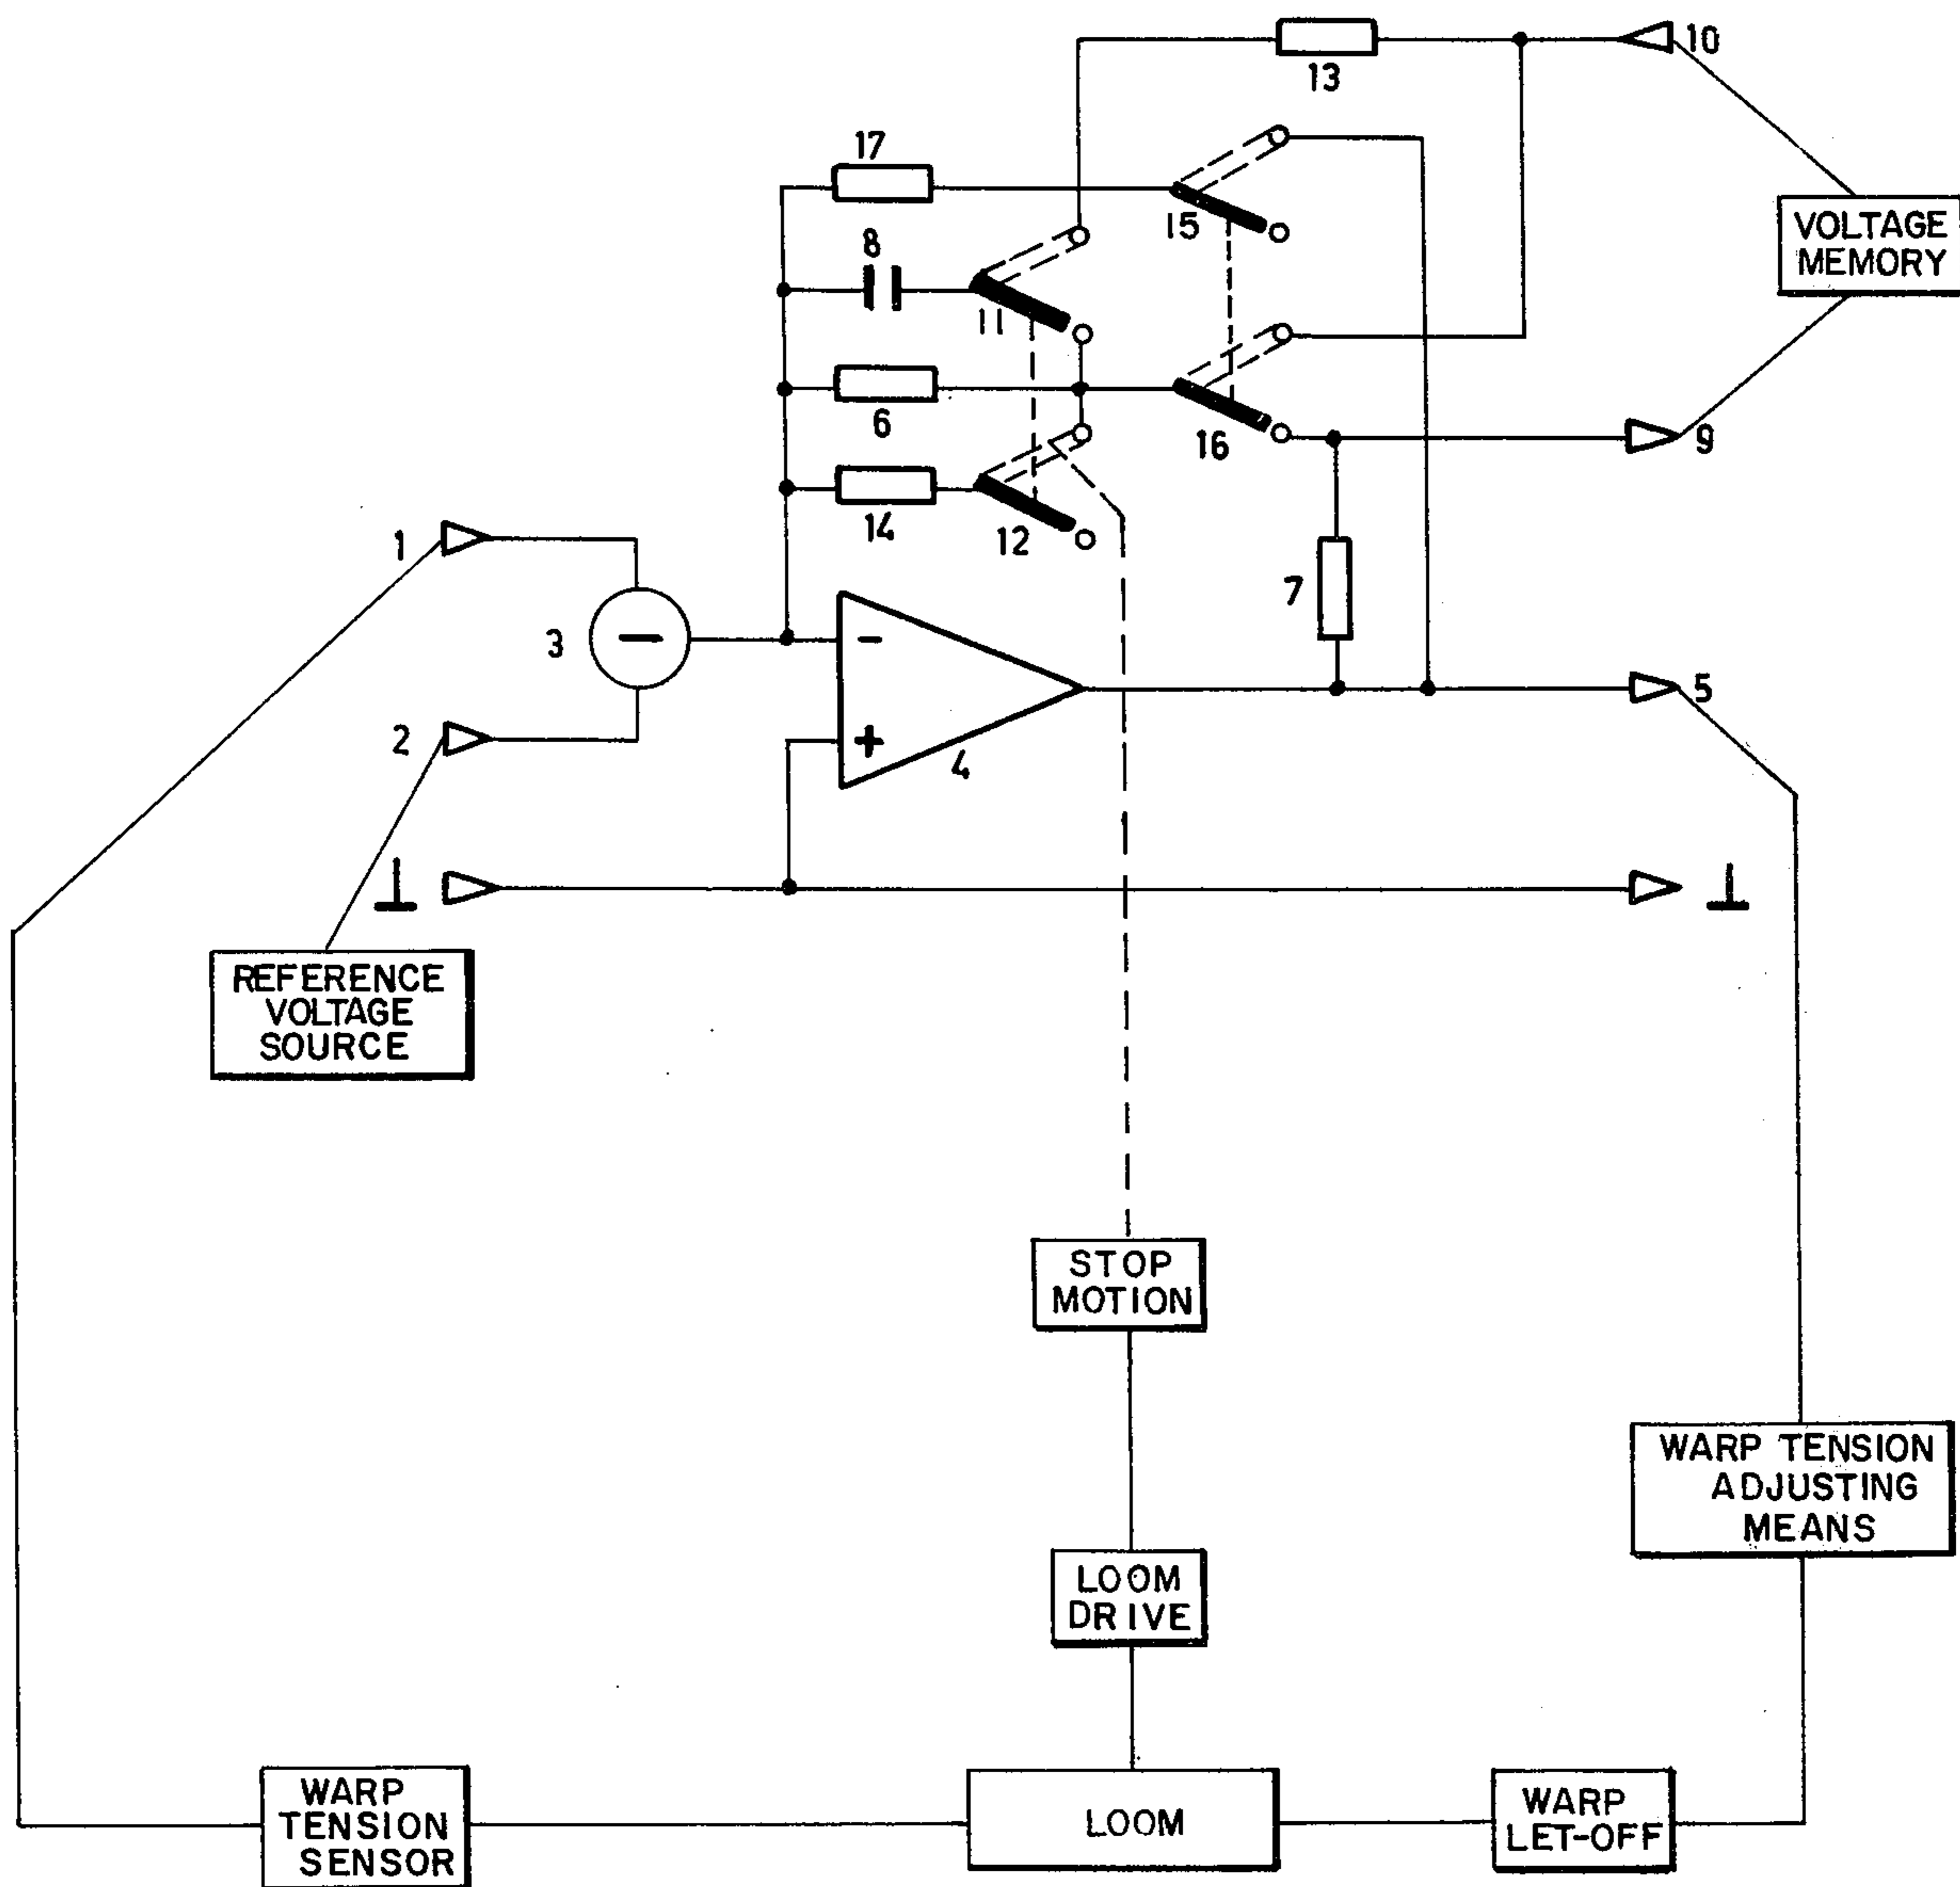 10
13
17
15
VOLTAGE
MEMORY
8
11
6
16
9
14
12
1
7
3
−
-
5
2
+
4
⊥
⊥
REFERENCE
VOLTAGE
SOURCE
STOP
MOTION
WARP TENSION
ADJUSTING
MEANS
LOOM
DRIVE
WARP
TENSION
SENSOR
LOOM
WARP
LET-OFF